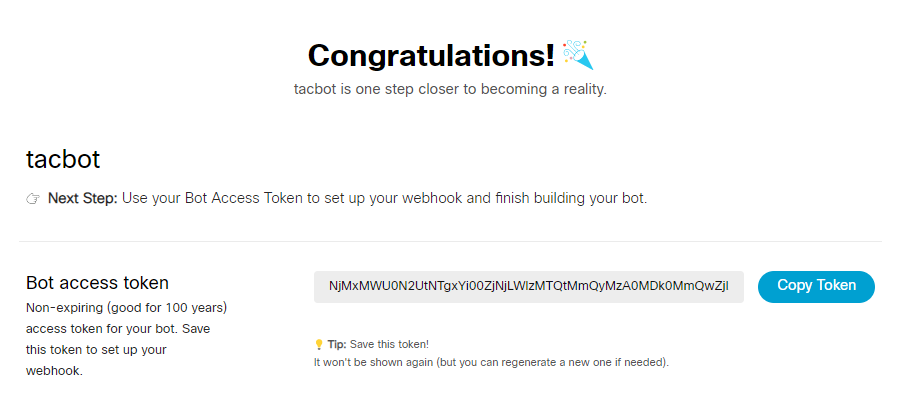 Congratulations!
tacbot is one step closer to becoming a reality.
tacbot
Next Step: Use your Bot Access Token to set up your webhook and finish building your bot.
Bot access token
Non-expiring (good for 100 years)
access token for your bot. Save
this token to set up your
webhook.
NjMxMWU0N2UtNTgxYi00ZjNjLWIzMTQtMmQyMzA0MDk0MmQwZjI
Copy Token
Tip: Save this token!
It won't be shown again (but you can regenerate a new one if needed).